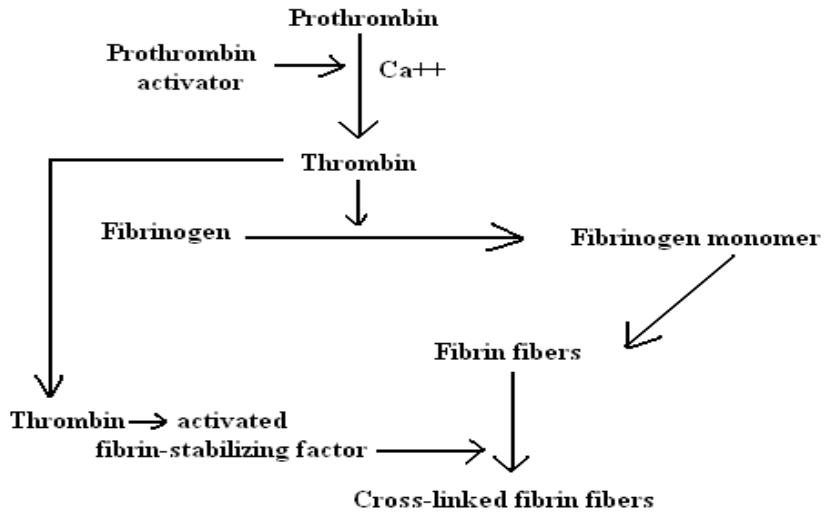 Prothrombin
Prothrombin
activator
Ca++
Thrombin
Fibrinogen
Fibrinogen monomer
Fibrin fibers
Thrombin
activated
fibrin-stabilizing factor
Cross-linked fibrin fibers